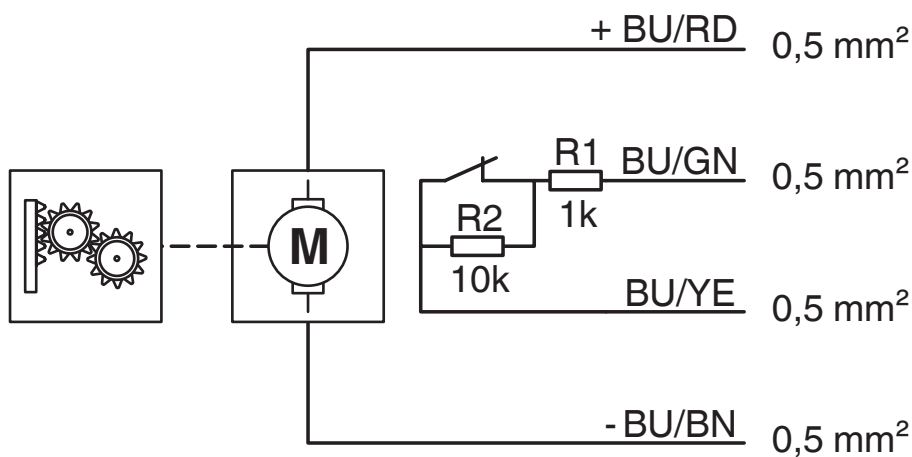 + BU/RD 0,5 mm²
R1 BU/GN 0,5 mm²
1k
R2
10k
M
BU/YE 0,5 mm²
- BU/BN 0,5 mm²